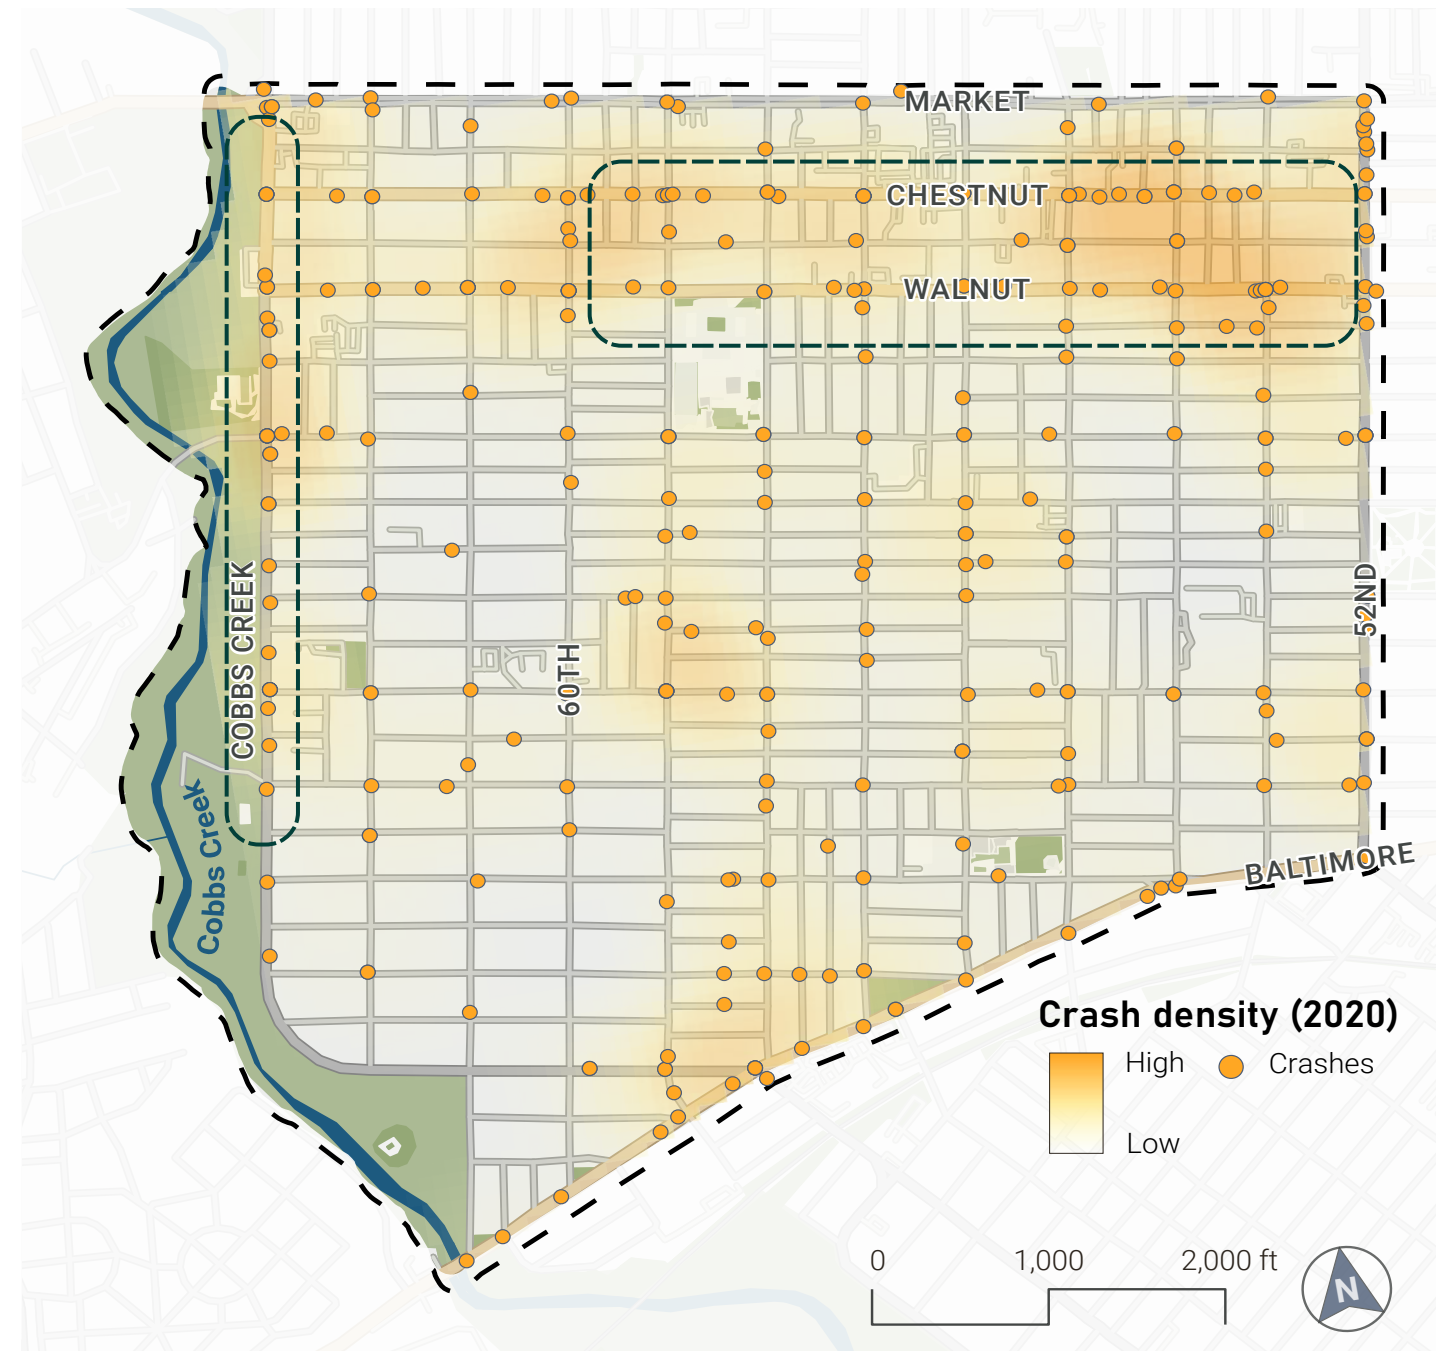 MARKET
CHESTNUT
WALNUT
COBBS CREEK
60TH
52ND
Cobbs Creek
BALTIMORE
Crash density (2020)
High
Crashes
Low
0
1,000
2,000 ft
N